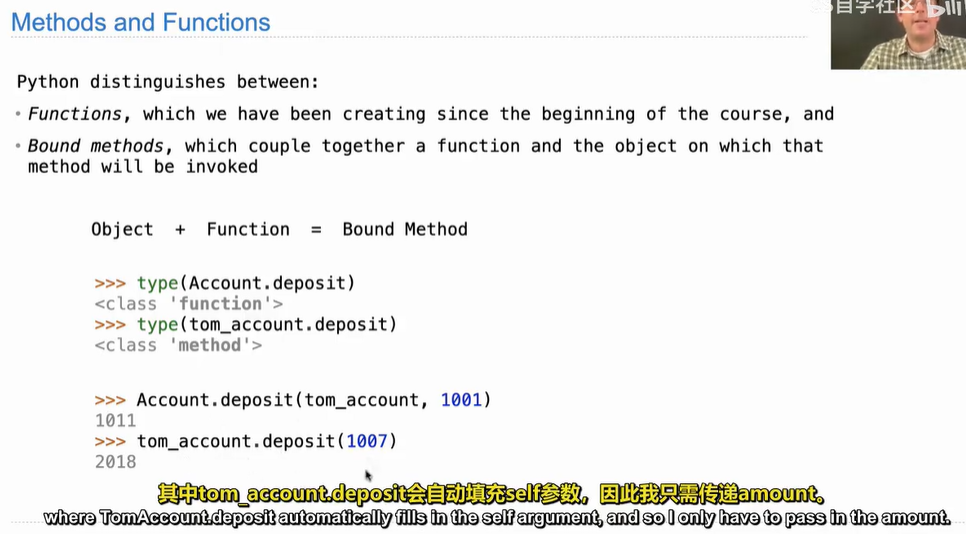 Methods and Functions
自学社区
Python distinguishes between:
• Functions, which we have been creating since the beginning of the course, and
• Bound methods, which couple together a function and the object on which that
method will be invoked
Object + Function = Bound Method
>>> type(Account.deposit)
<class 'function'>
>>> type(tom_account.deposit)
<class 'method'>
>>> Account.deposit(tom_account, 1001)
1011
>>> tom_account.deposit(1007)
2018
其中tom_account.deposit会自动填充self参数，因此我只需传递amount。
where TomAccount.deposit automatically fills in the self argument, and so I only have to pass in the amount.